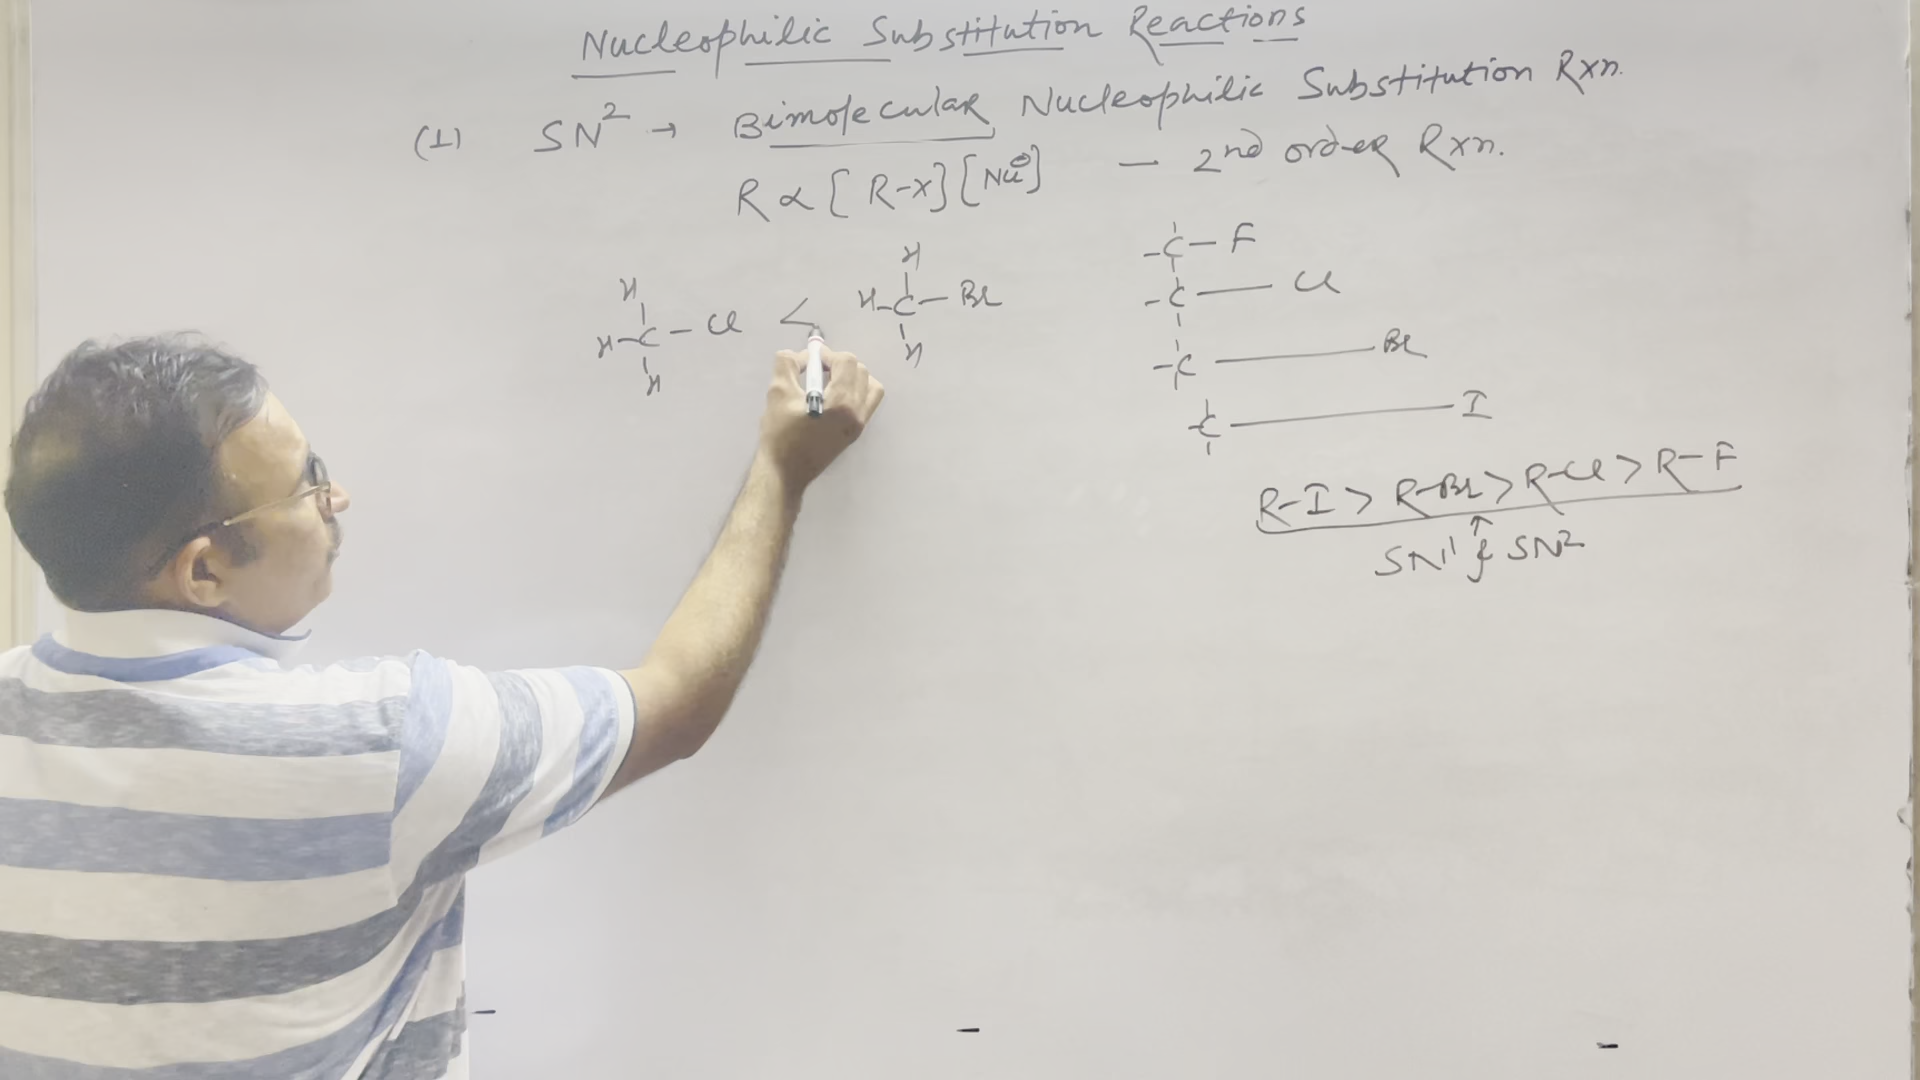 Nucleophilic Substitution Reactions
(1) SN² → Bimolecular Nucleophilic Substitution Rxn.
R ∝ [R-X][Nu⊖] — 2nd order Rxn.
H
H-C-Cl
H
<
H
H-C-Br
H
-C-F
-C-Cl
-C-Br
-C-I
R-I > R-Br > R-Cl > R-F
↑
SN¹ & SN²